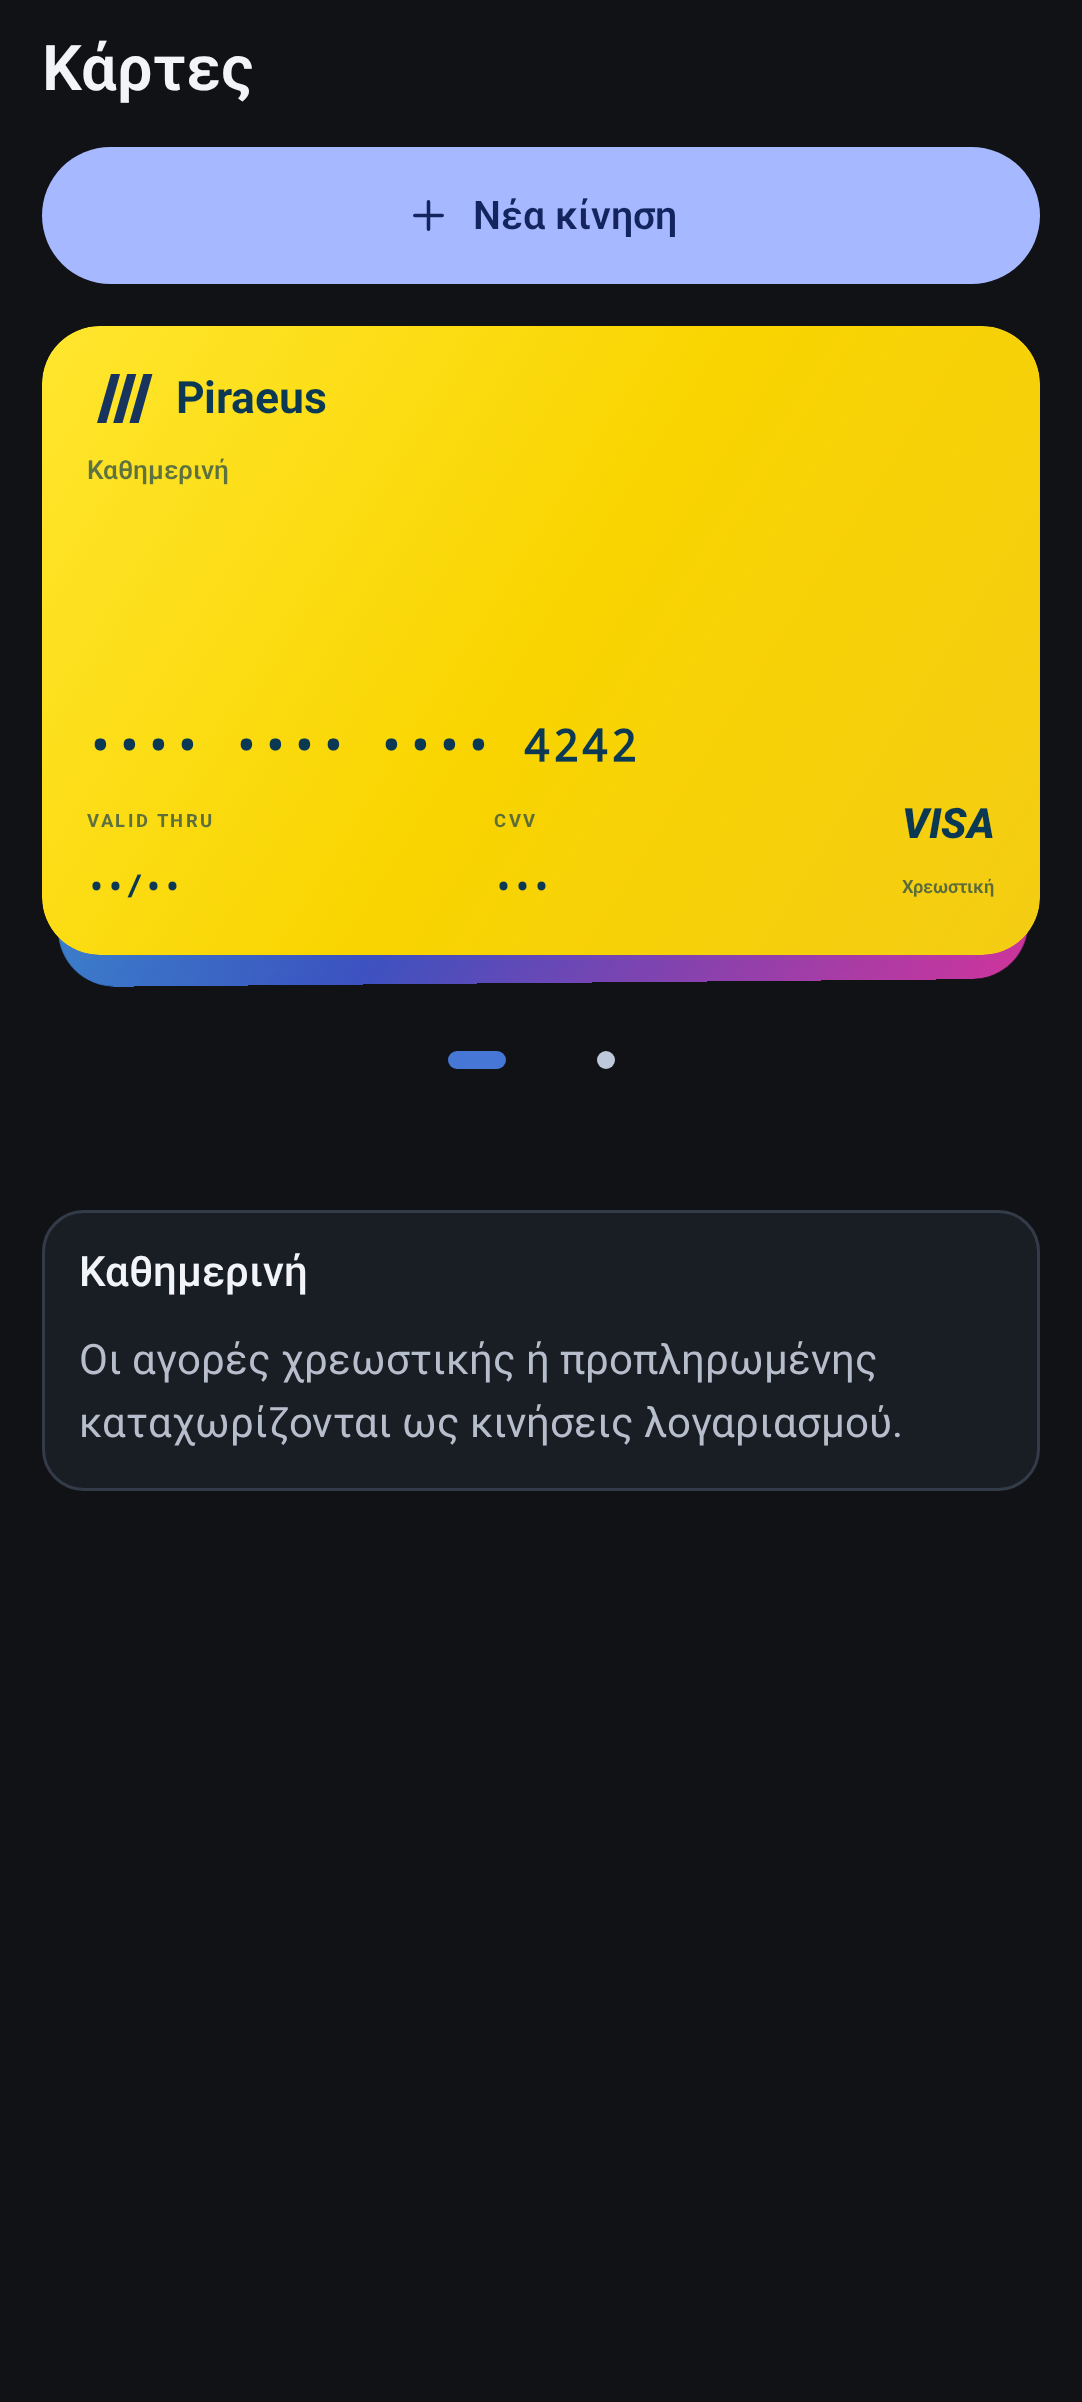 Κάρτες
Νέα κίνηση
Piraeus
Καθημερινή
•••• •••• •••• 4242
VALID THRU
CVV
VISA
••/••
•••
Χρεωστική
Καθημερινή
Οι αγορές χρεωστικής ή προπληρωμένης
καταχωρίζονται ως κινήσεις λογαριασμού.